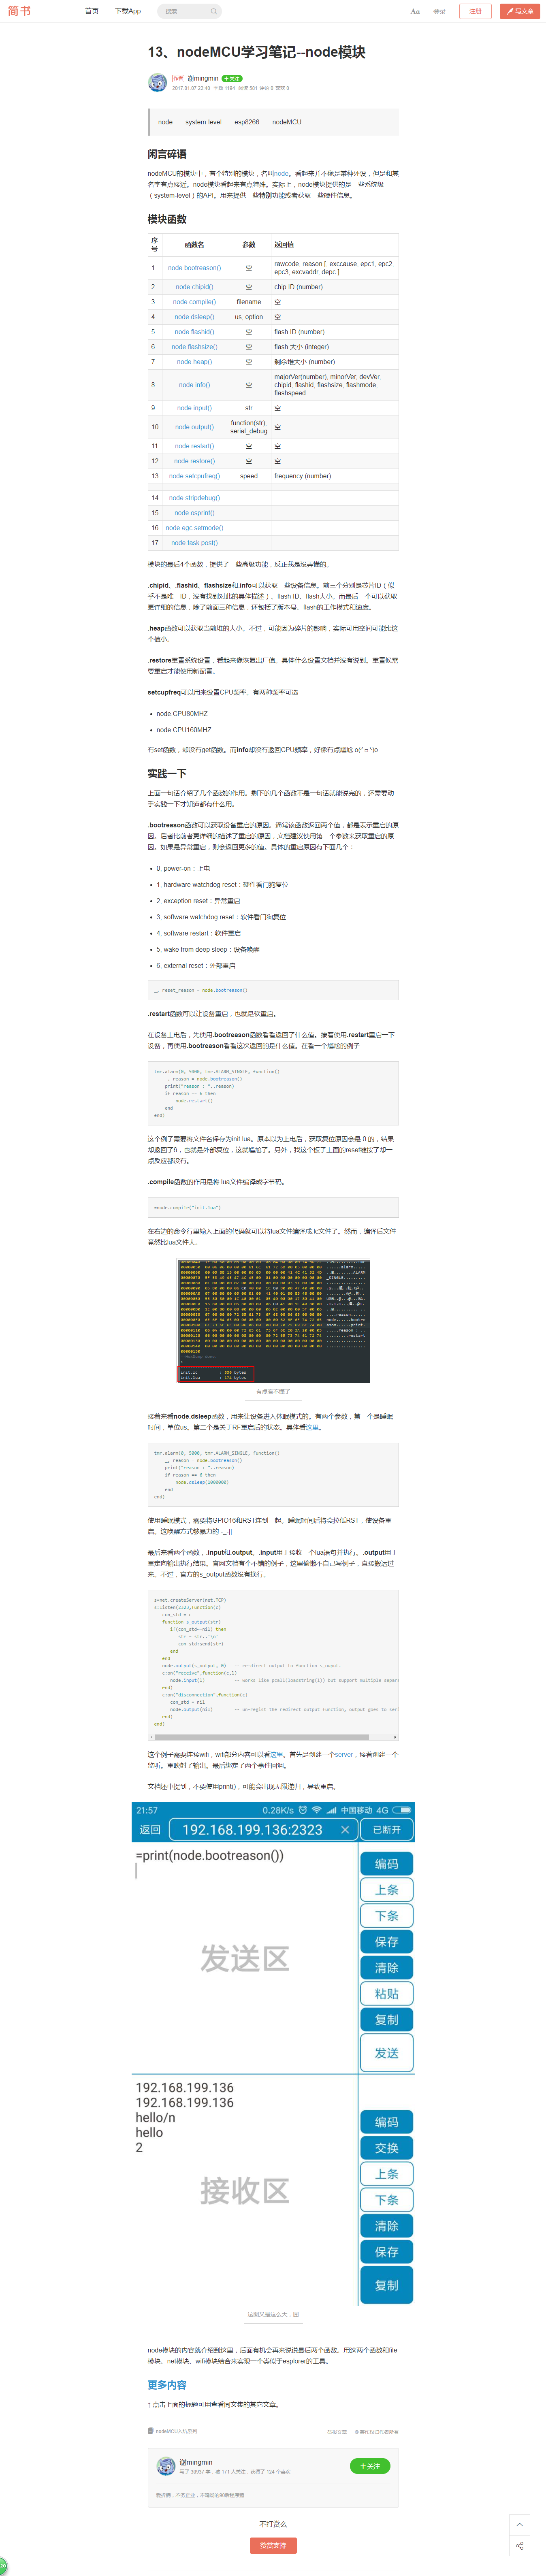 简书
首页 下载App 搜索 Aa 登录 注册 写文章
13、nodeMCU学习笔记--node模块
作者 谢mingmin + 关注
2017.01.07 22:40 字数 1194 阅读 581 评论 0 喜欢 0
node system-level esp8266 nodeMCU
闲言碎语
nodeMCU的模块中，有个特别的模块，名叫node。看起来并不像是某种外设，但是和其
名字有点接近。node模块看起来有点特殊。实际上，node模块提供的是一些系统级
（system-level）的API。用来提供一些特别功能或者获取一些硬件信息。
模块函数
序号 函数名 参数 返回值
1 node.bootreason() 空 rawcode, reason [, exccause, epc1, epc2,
epc3, excvaddr, depc ]
2 node.chipid() 空 chip ID (number)
3 node.compile() filename 空
4 node.dsleep() us, option 空
5 node.flashid() 空 flash ID (number)
6 node.flashsize() 空 flash 大小 (integer)
7 node.heap() 空 剩余堆大小 (number)
8 node.info() 空 majorVer(number), minorVer, devVer,
chipid, flashid, flashsize, flashmode,
flashspeed
9 node.input() str 空
10 node.output() function(str),
serial_debug 空
11 node.restart() 空 空
12 node.restore() 空 空
13 node.setcpufreq() speed frequency (number)
14 node.stripdebug()
15 node.osprint()
16 node.egc.setmode()
17 node.task.post()
模块的最后4个函数，提供了一些高级功能，反正我是没弄懂的。
.chipid、.flashid、flashsize和.info可以获取一些设备信息。前三个分别是芯片ID（似
乎不是唯一ID，没有找到对此的具体描述）、flash ID、flash大小。而最后一个可以获取
更详细的信息，除了前面三种信息，还包括了版本号、flash的工作模式和速度。
.heap函数可以获取当前堆的大小。不过，可能因为碎片的影响，实际可用空间可能比这
个值小。
.restore重置系统设置，看起来像恢复出厂值。具体什么设置文档并没有说到。重置候需
要重启才能使用新配置。
setcupfreq可以用来设置CPU频率。有两种频率可选
node.CPU80MHZ
node.CPU160MHZ
实践一下
上面一句话介绍了几个函数的作用。剩下的几个函数不是一句话就能说完的，还需要动
手实践一下才知道都有什么用。
.bootreason函数可以获取设备重启的原因。通常该函数返回两个值，都是表示重启的原
因。后者比前者更详细的描述了重启的原因，文档建议使用第二个参数来获取重启的原
因。如果是异常重启，则会返回更多的值。具体的重启原因有下面几个：
0, power-on：上电
1, hardware watchdog reset：硬件看门狗复位
2, exception reset：异常重启
3, software watchdog reset：软件看门狗复位
4, software restart：软件重启
5, wake from deep sleep：设备唤醒
6, external reset：外部重启
_, reset_reason = node.bootreason()
.restart函数可以让设备重启，也就是软重启。
在设备上电后，先使用.bootreason函数看看返回了什么值。接着使用.restart重启一下
设备，再使用.bootreason看看这次返回的是什么值。在看一个尴尬的例子
tmr.alarm(0, 5000, tmr.ALARM_SINGLE, function()
_, reason = node.bootreason()
print("reason : "..reason)
if reason == 6 then
node.restart()
end
end)
这个例子需要将文件名保存为init.lua。原本以为上电后，获取复位原因会是 0 的，结果
却返回了6，也就是外部复位，这就尴尬了。另外，我这个板子上面的reset键按了却一
点反应都没有。
.compile函数的作用是将 lua文件编译成字节码。
=node.compile("init.lua")
在右边的命令行里输入上面的代码就可以将lua文件编译成 lc文件了。然而，编译后文件
竟然比lua文件大。
init.lc
init.lua
有点看不懂了
接着来看node.dsleep函数，用来让设备进入休眠模式的。有两个参数，第一个是睡眠
时间，单位us。第二个是关于RF重启后的状态。具体看这里。
tmr.alarm(0, 5000, tmr.ALARM_SINGLE, function()
_, reason = node.bootreason()
print("reason : "..reason)
if reason == 6 then
node.dsleep(1000000)
end
end)
使用睡眠模式，需要将GPIO16和RST连到一起。睡眠时间后将会拉低RST，使设备重
启。这唤醒方式够暴力的 -_-||
最后来看两个函数，.input和.output。.input用于接收一个lua语句并执行。.output用于
重定向输出执行结果。官网文档有个不错的例子，这里偷懒不自己写例子，直接搬运过
来。不过，官方的s_output函数没有换行。
s=net.createServer(net.TCP)
s:listen(2323,function(c)
con_std = c
function s_output(str)
if(con_std~=nil) then
str = str..'\n'
con_std:send(str)
end
end
node.output(s_output, 0) -- re-direct output to function s_ouput.
c:on("receive",function(c,l)
node.input(l) -- works like pcall(loadstring(l)) but support multiple separ
end)
c:on("disconnection",function(c)
con_std = nil
node.output(nil) -- un-regist the redirect output function, output goes to ser
end)
end)
这个例子需要连接wifi，wifi部分内容可以看这里。首先是创建一个server，接着创建一个
监听。重映射了输出。最后绑定了两个事件回调。
文档还中提到，不要使用print()，可能会出现无限递归，导致重启。
21:57 0.28K/s 中国移动 4G
返回 192.168.199.136:2323 已断开
=print(node.bootreason())
发送区
编码
上条
下条
保存
清除
粘贴
复制
发送
192.168.199.136
192.168.199.136
hello/n
hello
2
接收区
编码
交换
上条
下条
清除
保存
复制
这图又是这么大，囧
node模块的内容就介绍到这里，后面有机会再来说说最后两个函数。用这两个函数和file
模块、net模块、wifi模块结合来实现一个类似于esplorer的工具。
更多内容
↑ 点击上面的标题可用查看同文集的其它文章。
nodeMCU入坑系列 举报文章 © 著作权归作者所有
谢mingmin + 关注
不打赏么
赞赏支持